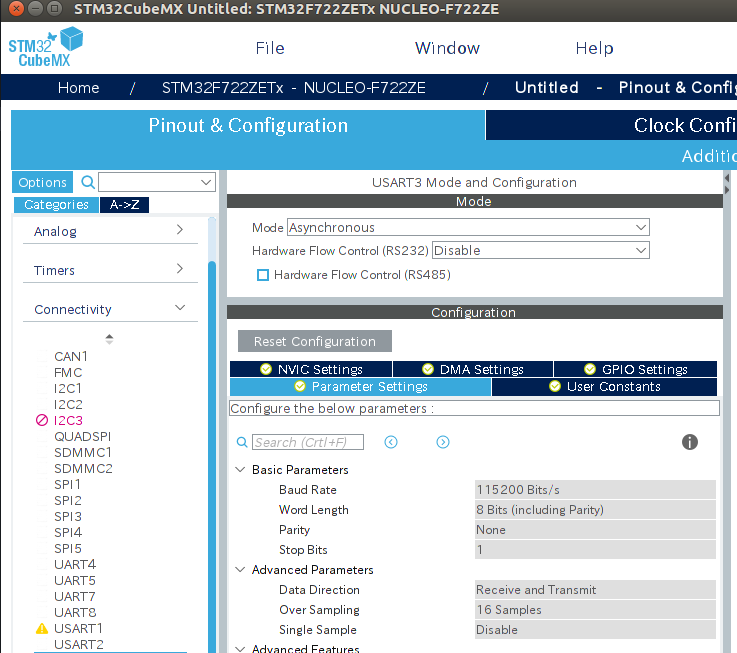 STM32CubeMX Untitled: STM32F722ZETx NUCLEO-F722ZE
STM32
CubeMX
File
Window
Help
Home / STM32F722ZETx - NUCLEO-F722ZE / Untitled - Pinout & Config
Pinout & Configuration
Clock Confi
Additio
Options
Categories A->Z
Analog
Timers
Connectivity
CAN1
FMC
I2C1
I2C2
I2C3
QUADSPI
SDMMC1
SDMMC2
SPI1
SPI2
SPI3
SPI4
SPI5
UART4
UART5
UART7
UART8
USART1
USART2
USART3 Mode and Configuration
Mode
Mode Asynchronous
Hardware Flow Control (RS232) Disable
Hardware Flow Control (RS485)
Configuration
Reset Configuration
NVIC Settings DMA Settings GPIO Settings
Parameter Settings User Constants
Configure the below parameters :
Search (Crtl+F)
Basic Parameters
Baud Rate 115200 Bits/s
Word Length 8 Bits (including Parity)
Parity None
Stop Bits 1
Advanced Parameters
Data Direction Receive and Transmit
Over Sampling 16 Samples
Single Sample Disable
Advanced Features